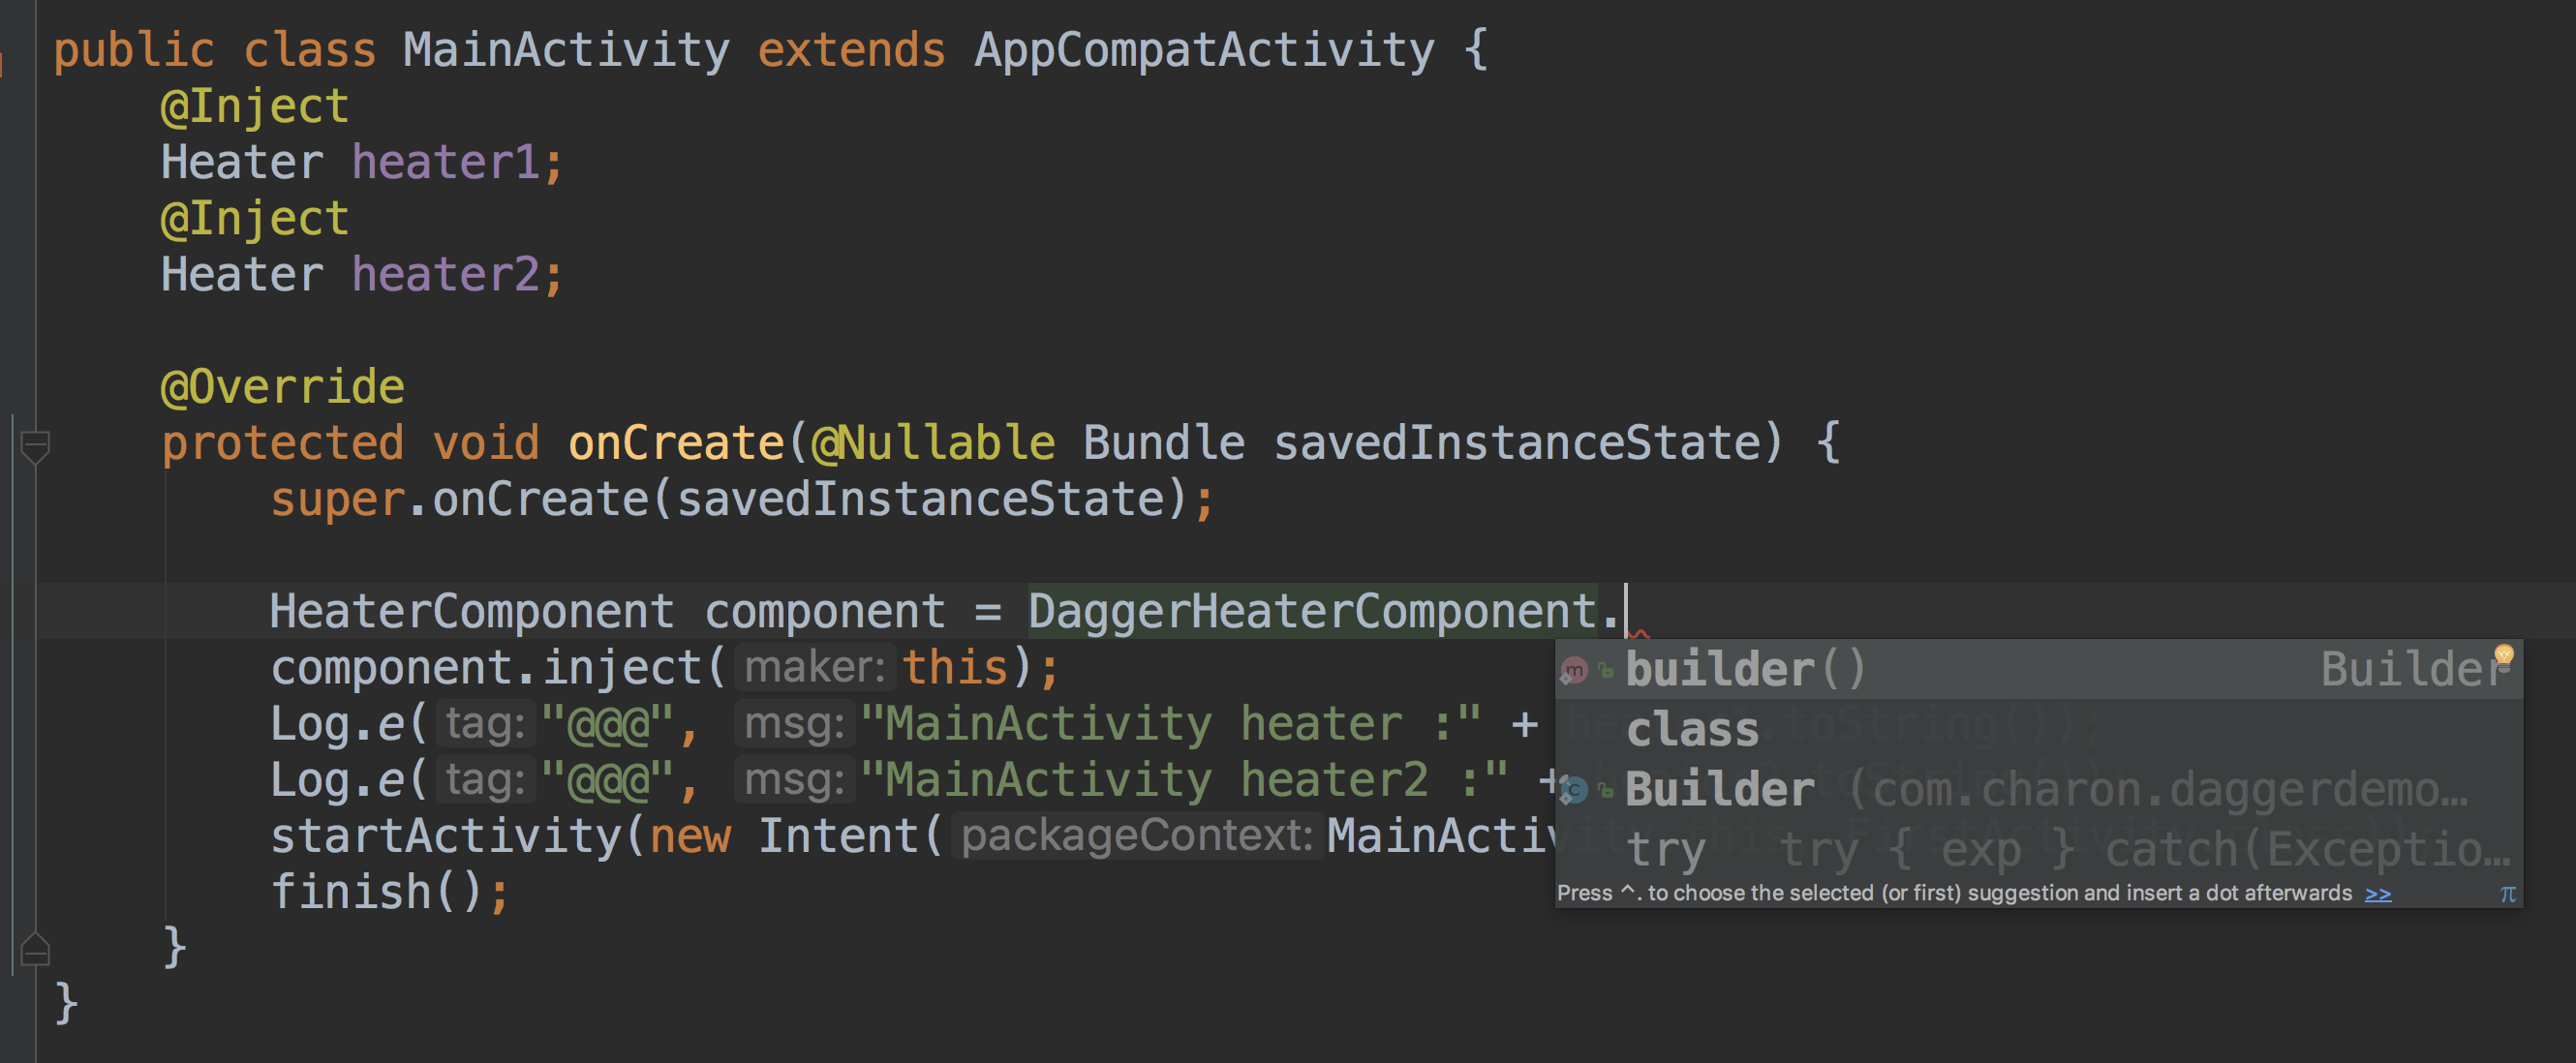 public class MainActivity extends AppCompatActivity {
@Inject
Heater heater1;
@Inject
Heater heater2;
@Override
protected void onCreate(@Nullable Bundle savedInstanceState) {
super.onCreate(savedInstanceState);
HeaterComponent component = DaggerHeaterComponent.
component.inject( maker: this);
Log.e( tag: "@@@", msg: "MainActivity heater :" +
Log.e( tag: "@@@", msg: "MainActivity heater2 :" +
startActivity(new Intent( packageContext: MainActiv
finish();
}
}
m builder() Builder
class
c Builder (com.charon.daggerdemo…
try try { exp } catch(Exceptio…
Press ^. to choose the selected (or first) suggestion and insert a dot afterwards >> π